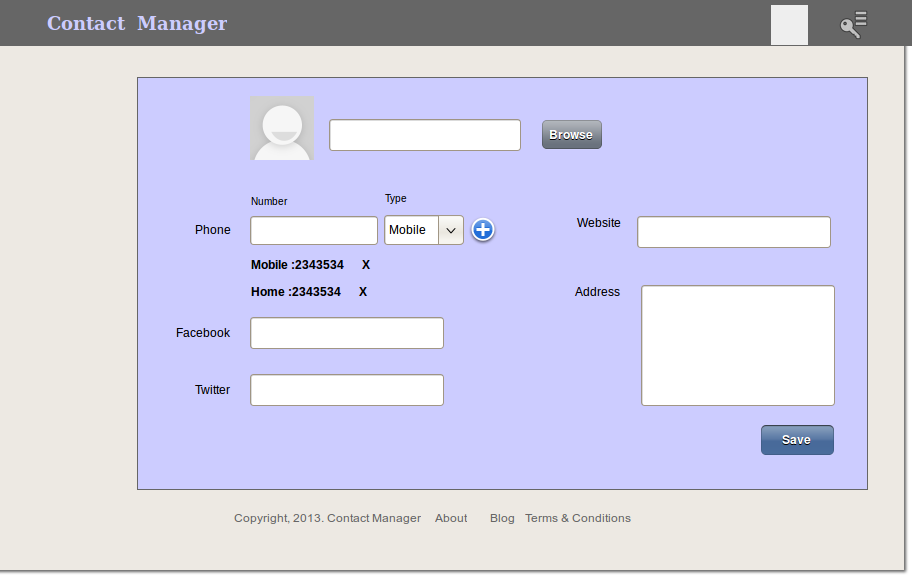 Contact Manager
Browse
Number Type
Phone Mobile Website
Mobile :2343534 X
Home :2343534 X Address
Facebook
Twitter
Save
Copyright, 2013. Contact Manager About Blog Terms & Conditions